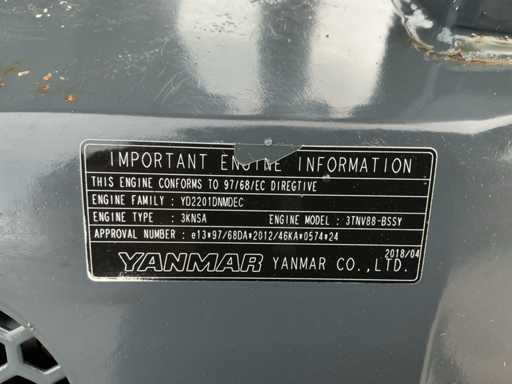 IMPORTANT ENGINE INFORMATION
THIS ENGINE CONFORMS TO 97/68/EC DIREGTIVE
ENGINE FAMILY : YD2201DNMDEC
ENGINE TYPE : 3KNSA ENGINE MODEL : 3TNV88-BSSY
APPROVAL NUMBER : e13*97/68DA*2012/46KA*0574*24
2018/04
YANMAR YANMAR CO.,LTD.